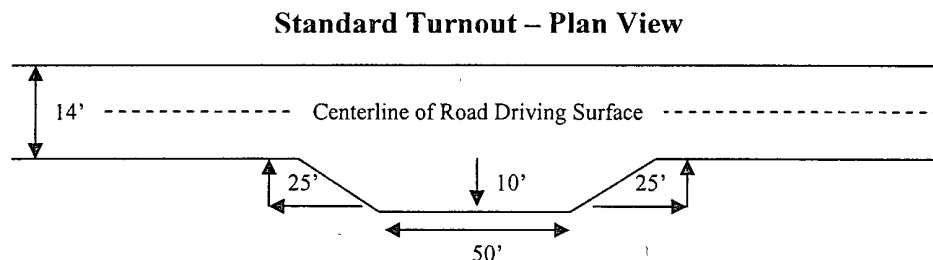 Standard Turnout – Plan View
14’
Centerline of Road Driving Surface
25’
10’
25’
50’